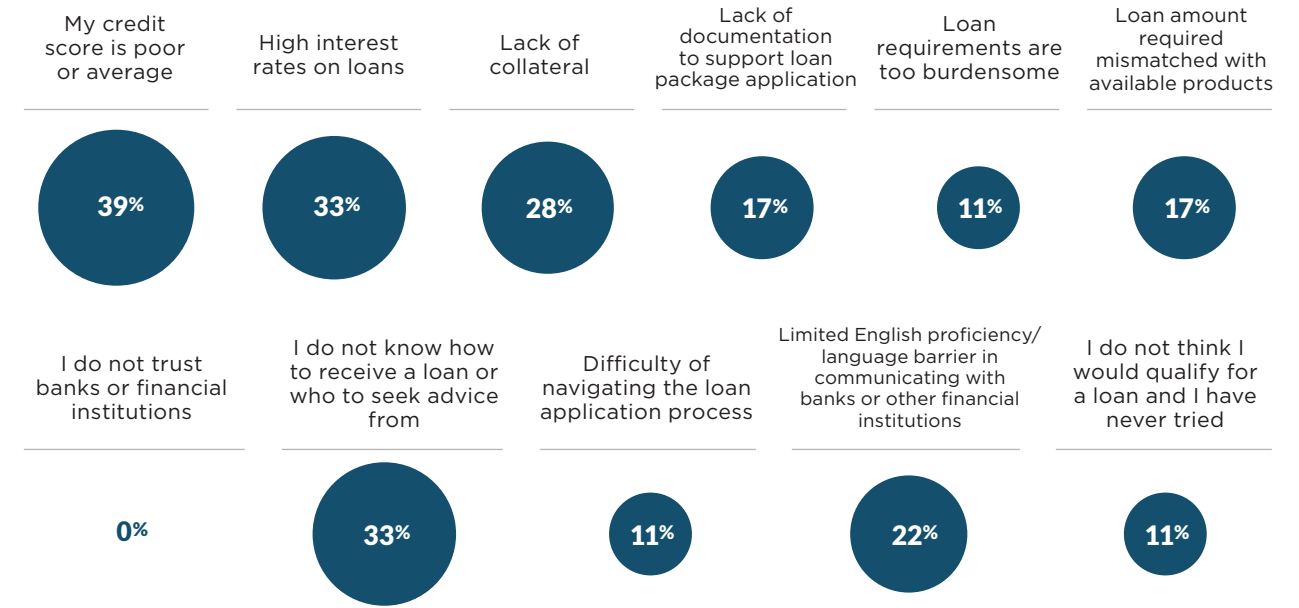 My credit
score is poor
or average
High interest
rates on loans
Lack of
collateral
Lack of
documentation
to support loan
package application
Loan
requirements are
too burdensome
Loan amount
required
mismatched with
available products
39%
33%
28%
17%
11%
17%
I do not trust
banks or financial
institutions
I do not know how
to receive a loan or
who to seek advice
from
Difficulty of
navigating the loan
application process
Limited English proficiency/
language barrier in
communicating with
banks or other financial
institutions
I do not think I
would qualify for
a loan and I have
never tried
0%
33%
11%
22%
11%